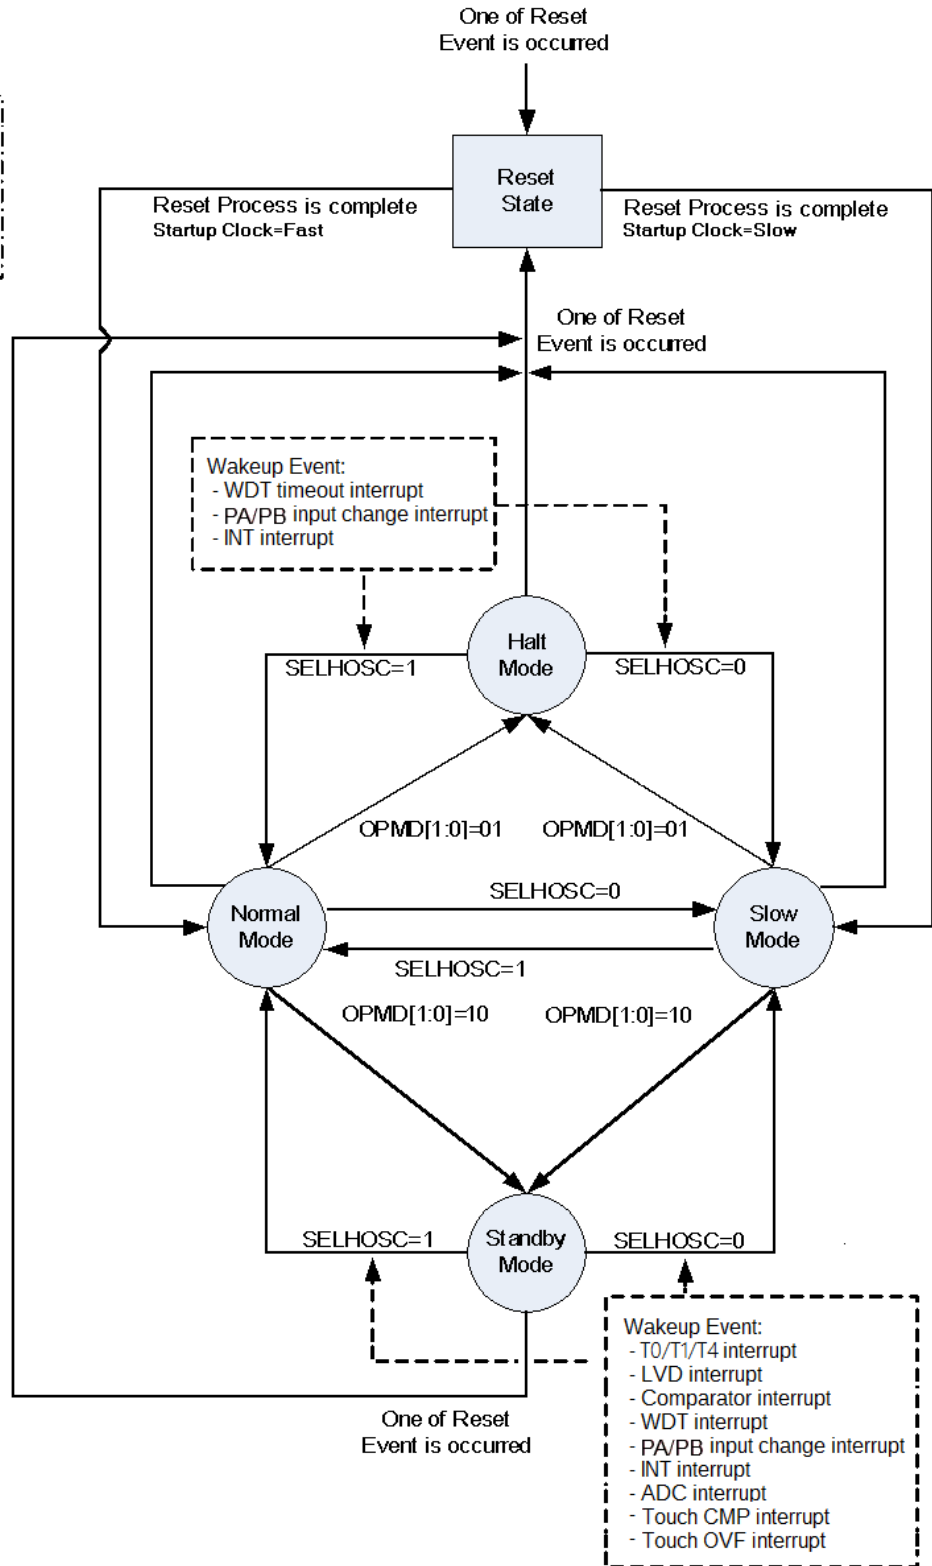 One of Reset
Event is occurred
Reset
State
Reset Process is complete
Startup Clock=Fast
Reset Process is complete
Startup Clock=Slow
One of Reset
Event is occurred
Wakeup Event:
- WDT timeout interrupt
- PA/PB input change interrupt
- INT interrupt
Halt
Mode
SELHOSC=1
SELHOSC=0
OPMD[1:0]=01
OPMD[1:0]=01
SELHOSC=0
Normal
Mode
Slow
Mode
SELHOSC=1
OPMD[1:0]=10
OPMD[1:0]=10
SELHOSC=1
Standby
Mode
SELHOSC=0
Wakeup Event:
- T0/T1/T4 interrupt
- LVD interrupt
- Comparator interrupt
- WDT interrupt
- PA/PB input change interrupt
- INT interrupt
- ADC interrupt
- Touch CMP interrupt
- Touch OVF interrupt
One of Reset
Event is occurred